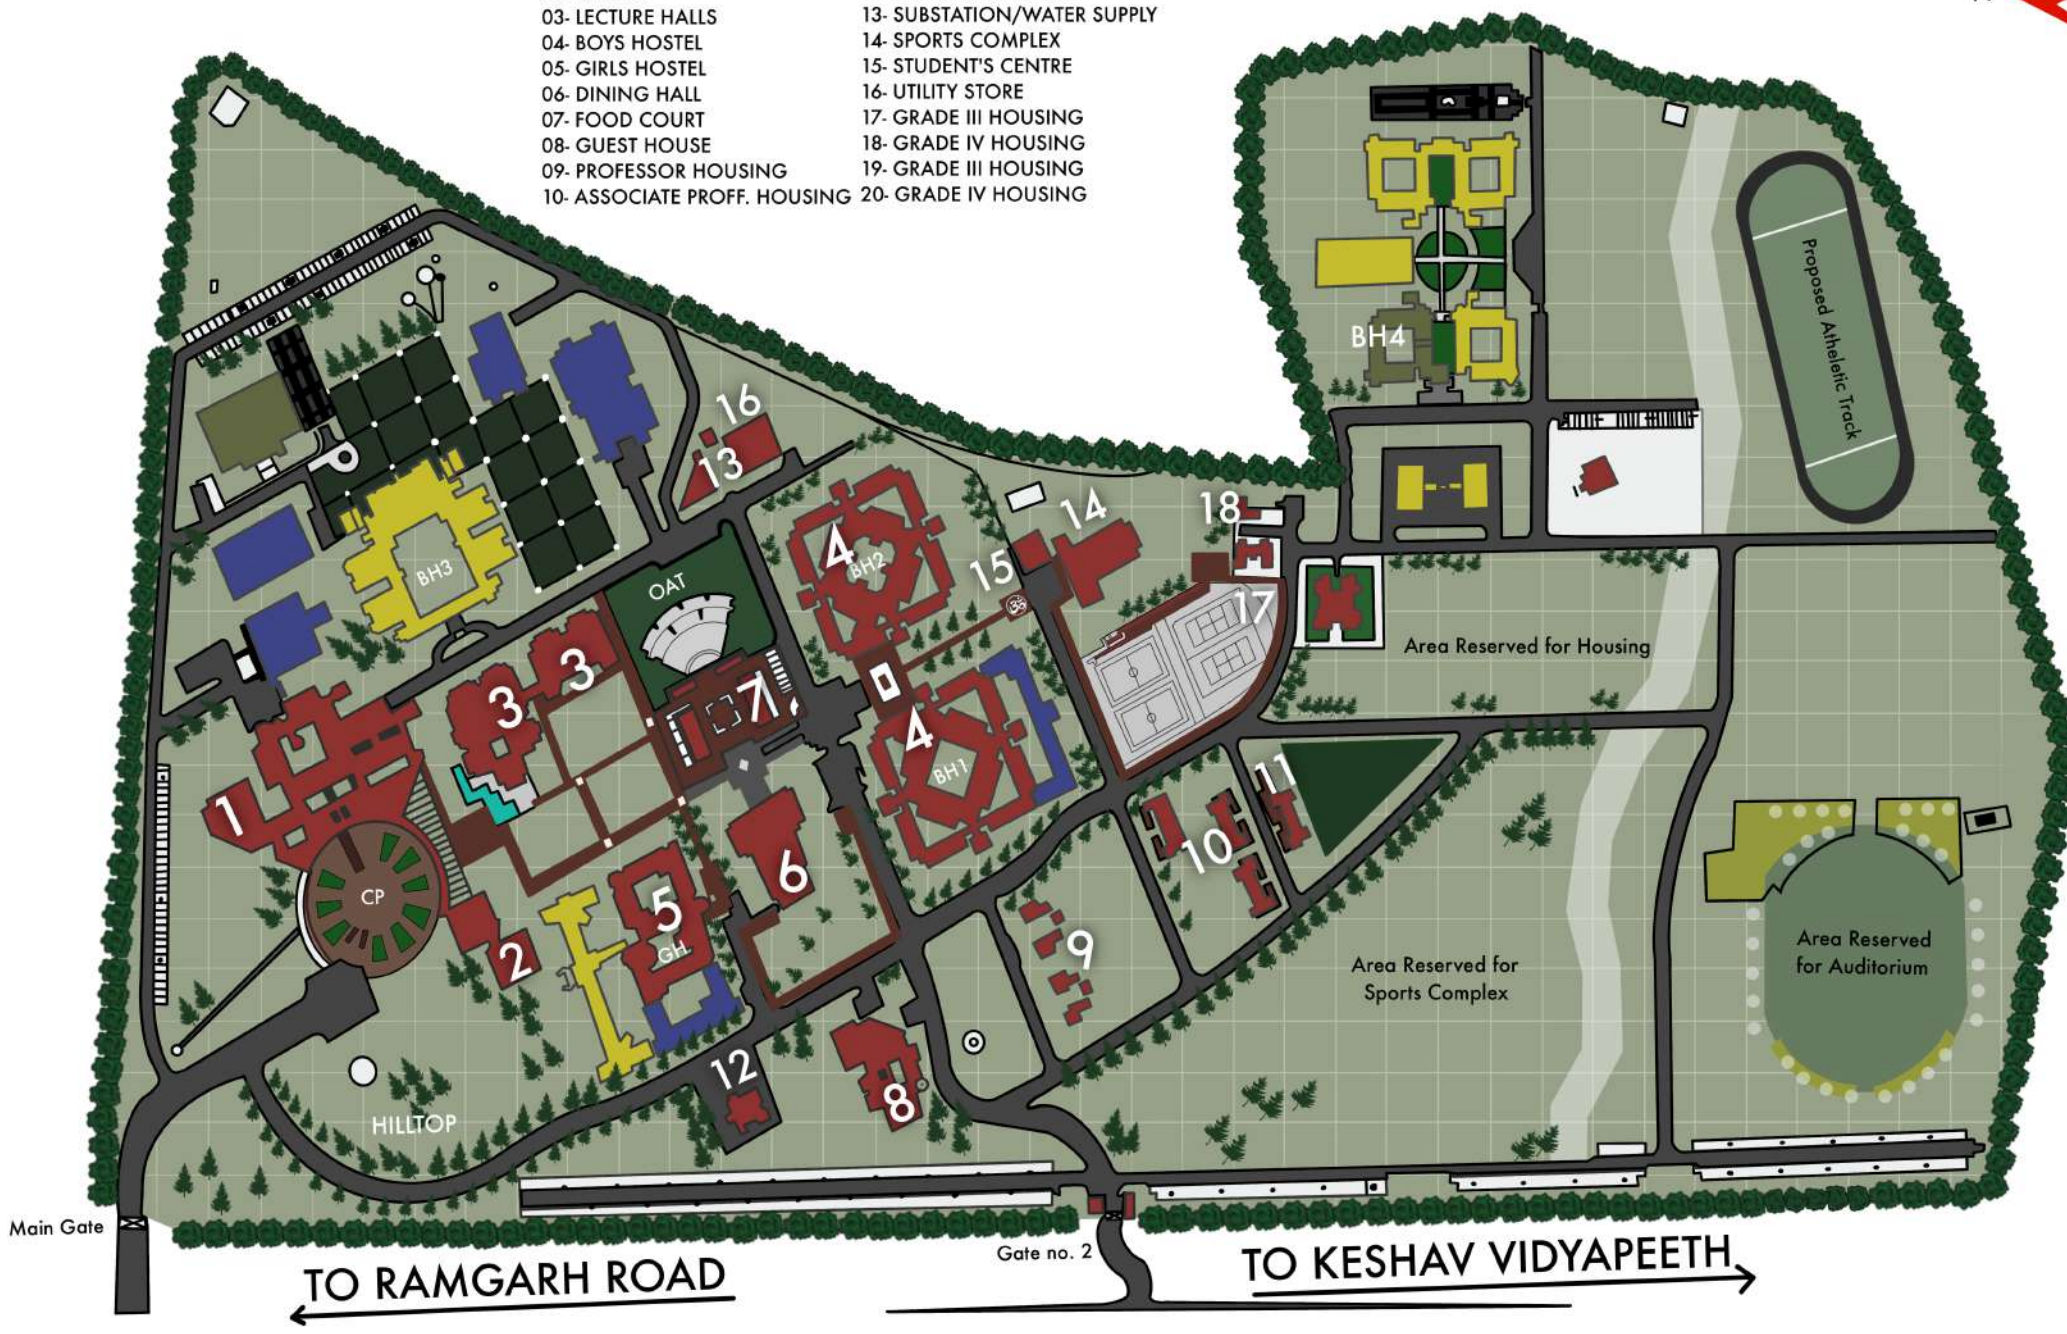 03- LECTURE HALLS
04- BOYS HOSTEL
05- GIRLS HOSTEL
06- DINING HALL
07- FOOD COURT
08- GUEST HOUSE
09- PROFESSOR HOUSING
10- ASSOCIATE PROFF. HOUSING
13- SUBSTATION/WATER SUPPLY
14- SPORTS COMPLEX
15- STUDENT'S CENTRE
16- UTILITY STORE
17- GRADE III HOUSING
18- GRADE IV HOUSING
19- GRADE III HOUSING
20- GRADE IV HOUSING
Proposed Atheletic Track
BH4
16
13
4
BH2
14
18
15
ॐ
17
BH3
OAT
Area Reserved for Housing
3
3
7
4
BH1
11
1
10
6
CP
5
GH
2
9
Area Reserved
for Auditorium
Area Reserved for
Sports Complex
12
8
HILLTOP
Main Gate
Gate no. 2
TO RAMGARH ROAD
TO KESHAV VIDYAPEETH